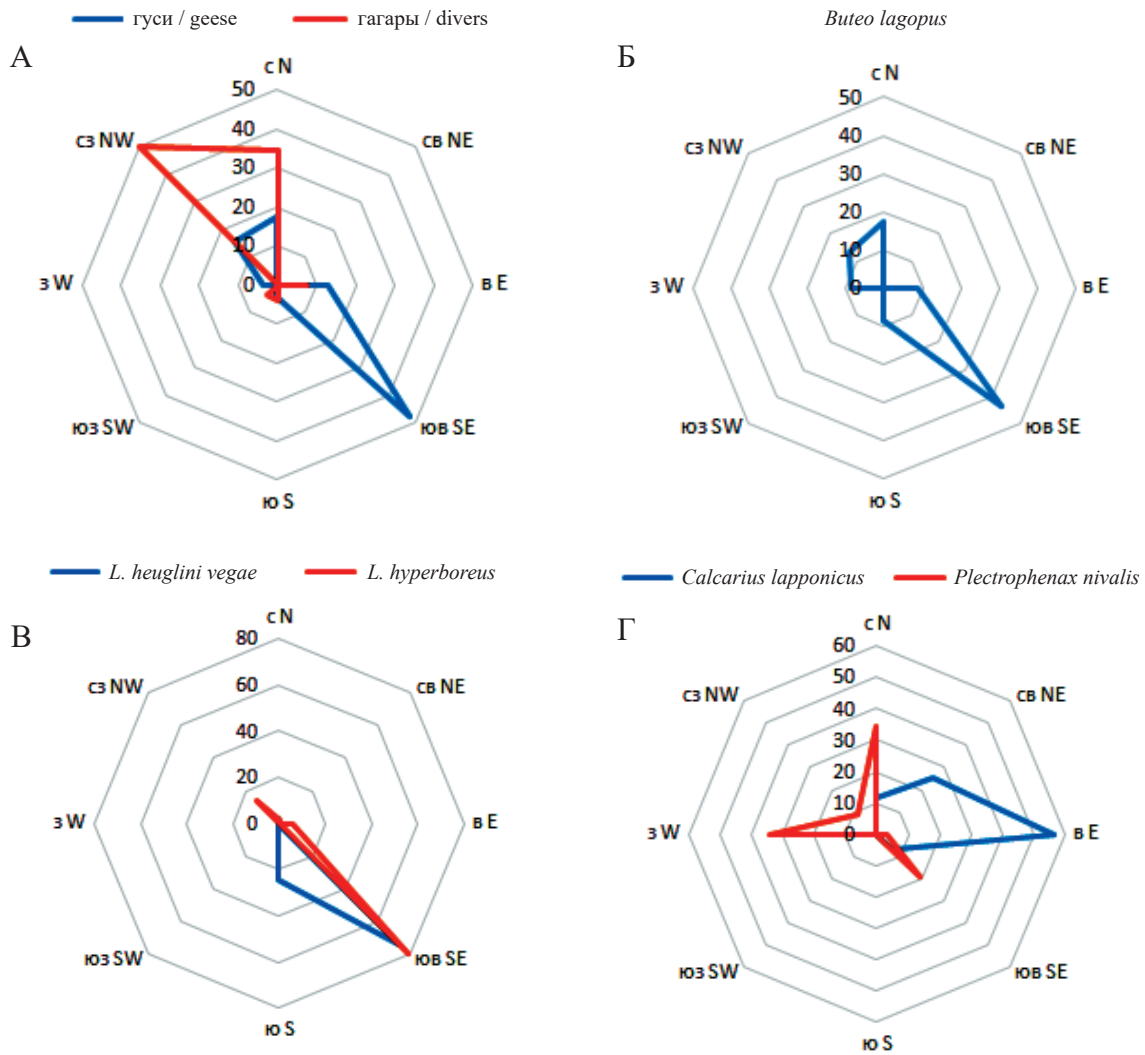 гуси / geese гагары / divers
Buteo lagopus
А
с N
50
40
30
20
10
0
сз NW
св NE
з W
в E
юз SW
юв SE
ю S
Б
с N
50
40
30
20
10
0
сз NW
св NE
з W
в E
юз SW
юв SE
ю S
L. heuglini vegae L. hyperboreus
Calcarius lapponicus Plectrophenax nivalis
В
с N
80
60
40
20
0
сз NW
св NE
з W
в E
юз SW
юв SE
ю S
Г
с N
60
50
40
30
20
10
0
сз NW
св NE
з W
в E
юз SW
юв SE
ю S